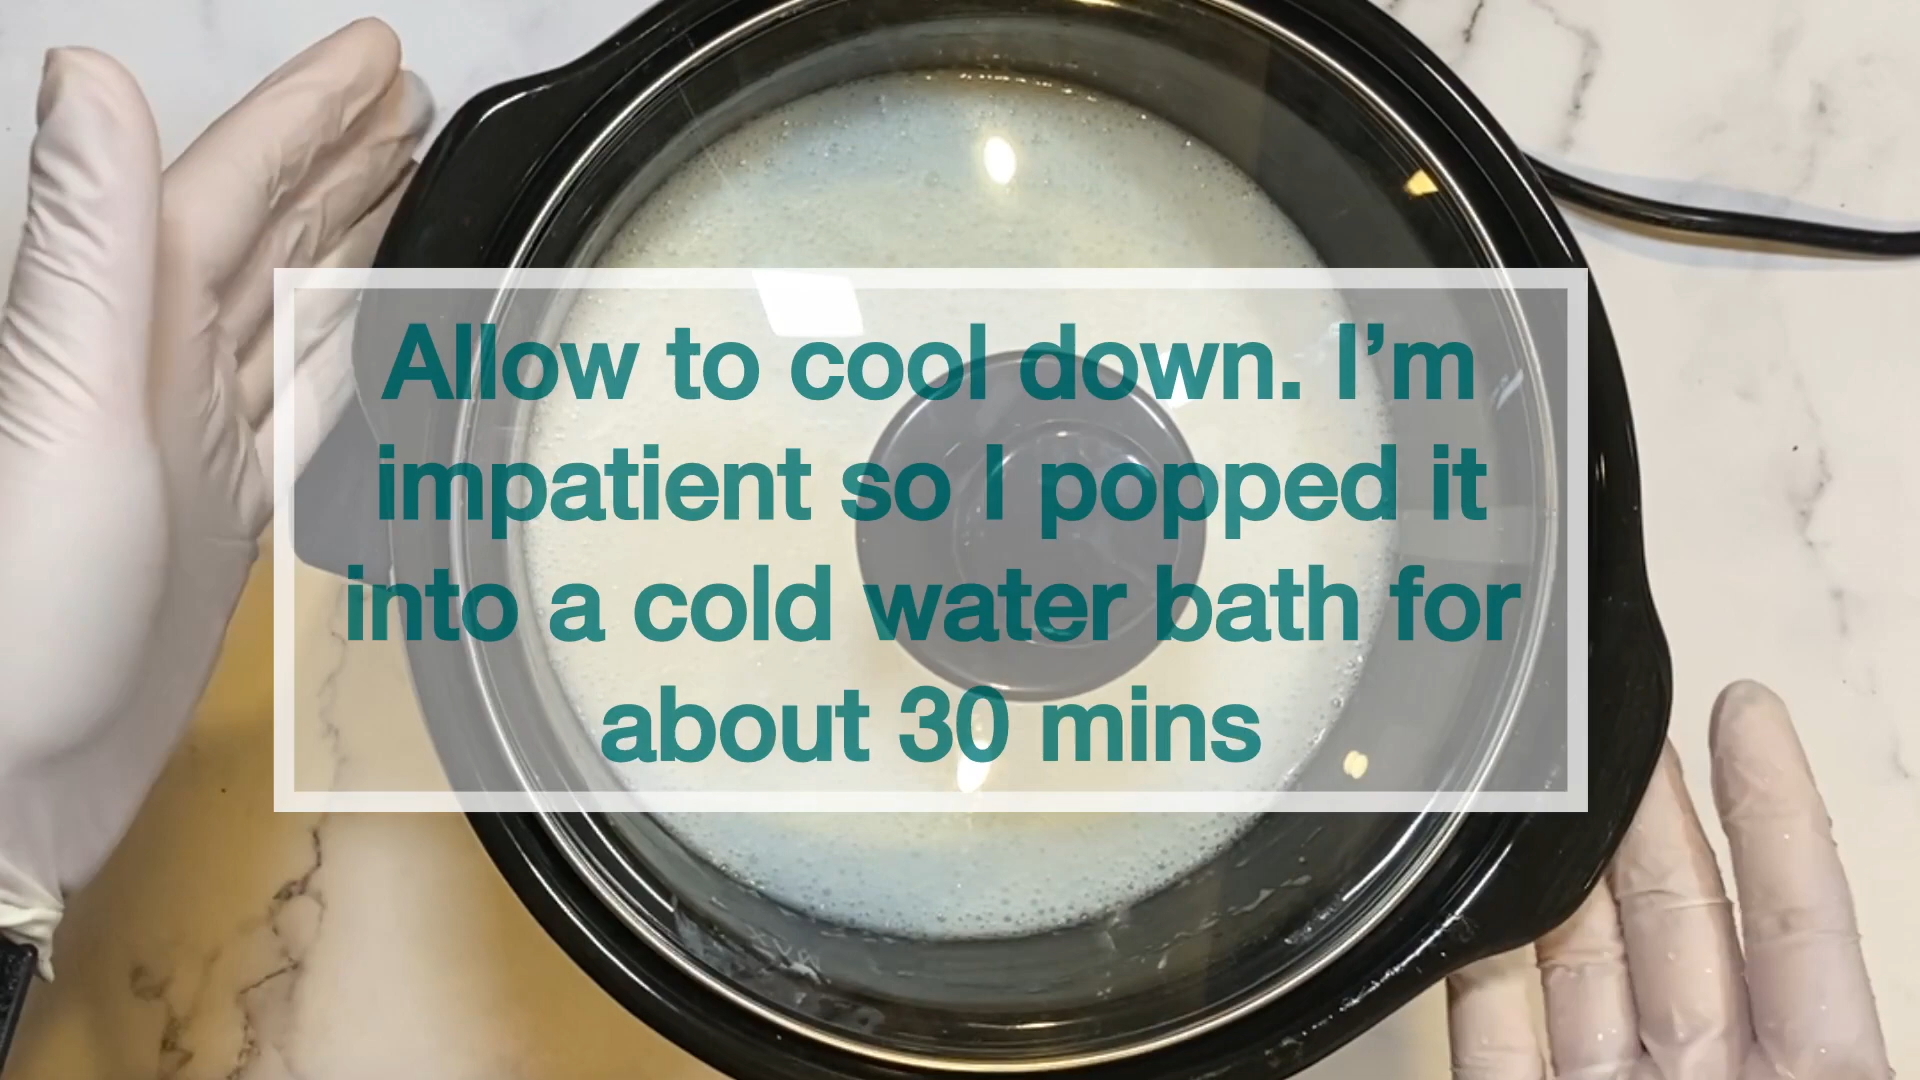 Allow to cool down. I’m
impatient so I popped it
into a cold water bath for
about 30 mins